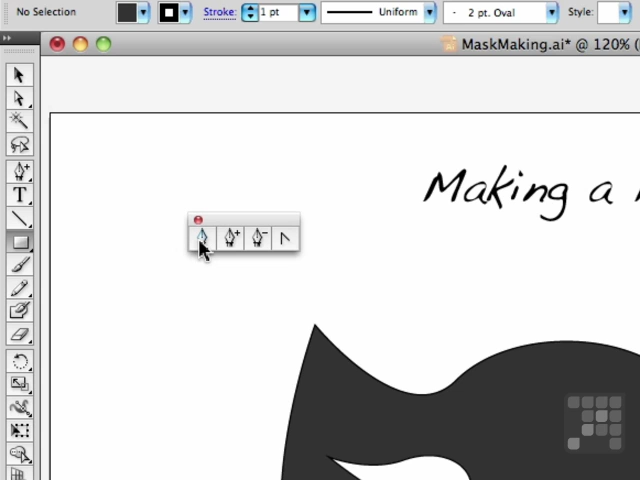 No Selection Stroke: 1 pt Uniform 2 pt. Oval Style:
MaskMaking.ai* @ 120% (
Making a
T